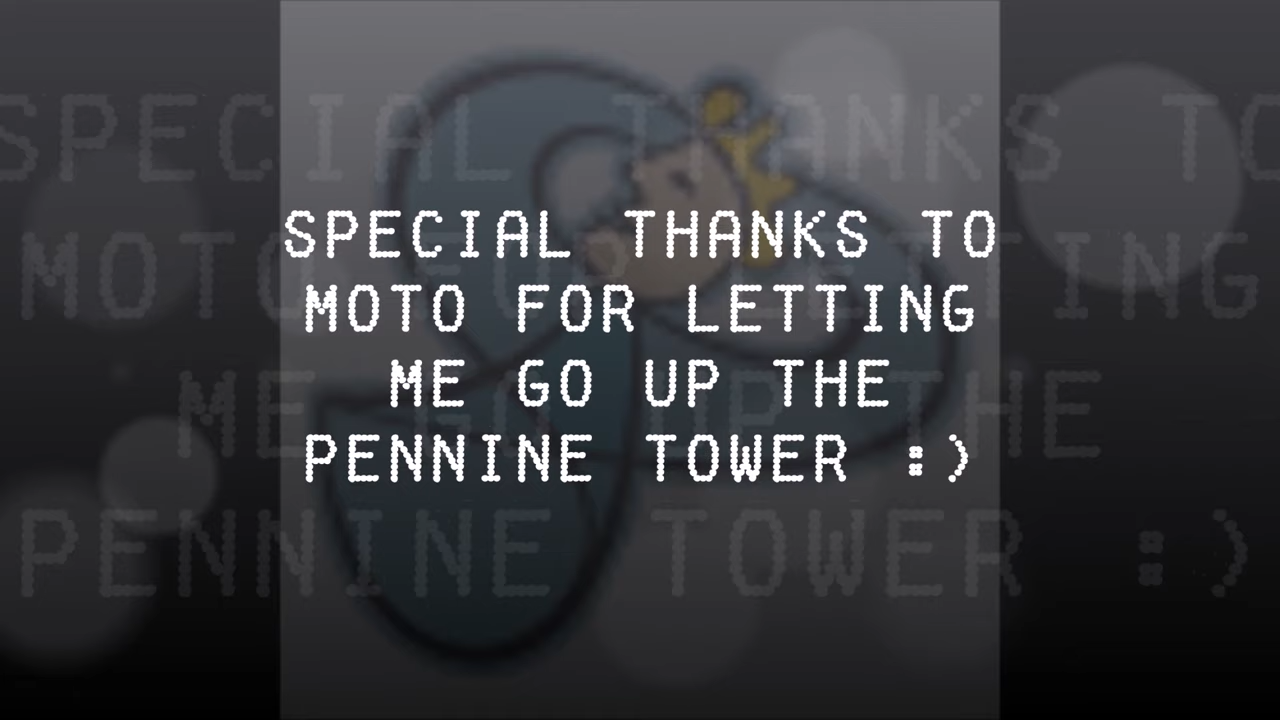 SPECIAL THANKS TO
MOTO FOR LETTING
ME GO UP THE
PENNINE TOWER :)